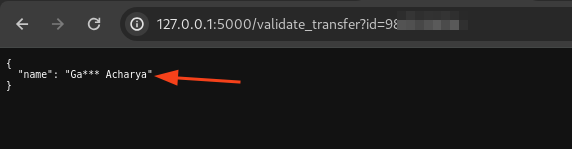 127.0.0.1:5000/validate_transfer?id=98
{
"name": "Ga*** Acharya"
}